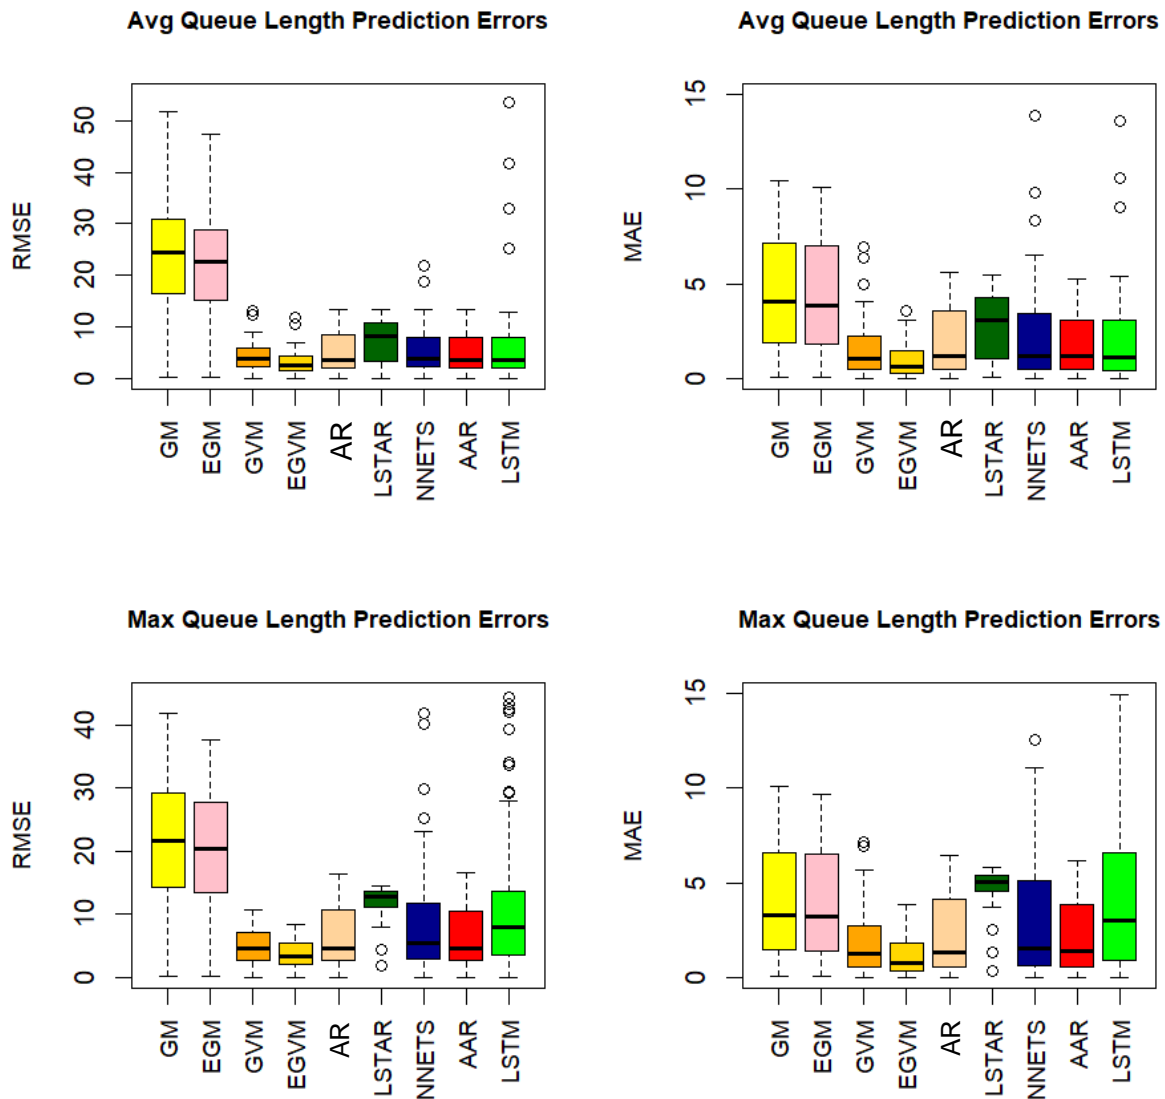 Avg Queue Length Prediction Errors
RMSE
50
40
30
20
10
0
GM
EGM
GVM
EGVM
AR
LSTAR
NNETS
AAR
LSTM
Avg Queue Length Prediction Errors
MAE
15
10
5
0
GM
EGM
GVM
EGVM
AR
LSTAR
NNETS
AAR
LSTM
Max Queue Length Prediction Errors
RMSE
40
30
20
10
0
GM
EGM
GVM
EGVM
AR
LSTAR
NNETS
AAR
LSTM
Max Queue Length Prediction Errors
MAE
15
10
5
0
GM
EGM
GVM
EGVM
AR
LSTAR
NNETS
AAR
LSTM